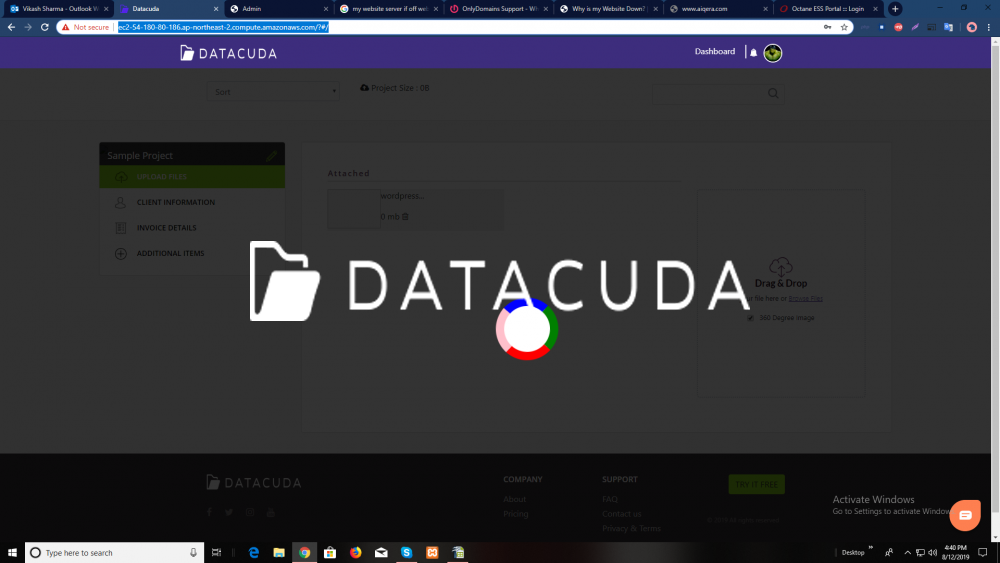 Vikash Sharma - Outlook W
Datacuda
Admin
my website server if off web
OnlyDomains Support - Wh
Why is my Website Down? |
www.aiqera.com
Octane ESS Portal :: Login
Not secure
ec2-54-180-80-186.ap-northeast-2.compute.amazonaws.com/?#/
DATACUDA
Dashboard
Sort
Project Size : 0B
Sample Project
UPLOAD FILES
CLIENT INFORMATION
INVOICE DETAILS
ADDITIONAL ITEMS
Attached
wordpress...
0 mb
DATACUDA
Drag & Drop
ur file here or Browse Files
360 Degree Image
DATACUDA
COMPANY
About
Pricing
SUPPORT
FAQ
Contact us
Privacy & Terms
TRY IT FREE
All rights reserved
Activate Windows
Go to Settings to activate Window
Type here to search
Desktop
4:40 PM
8/12/2019